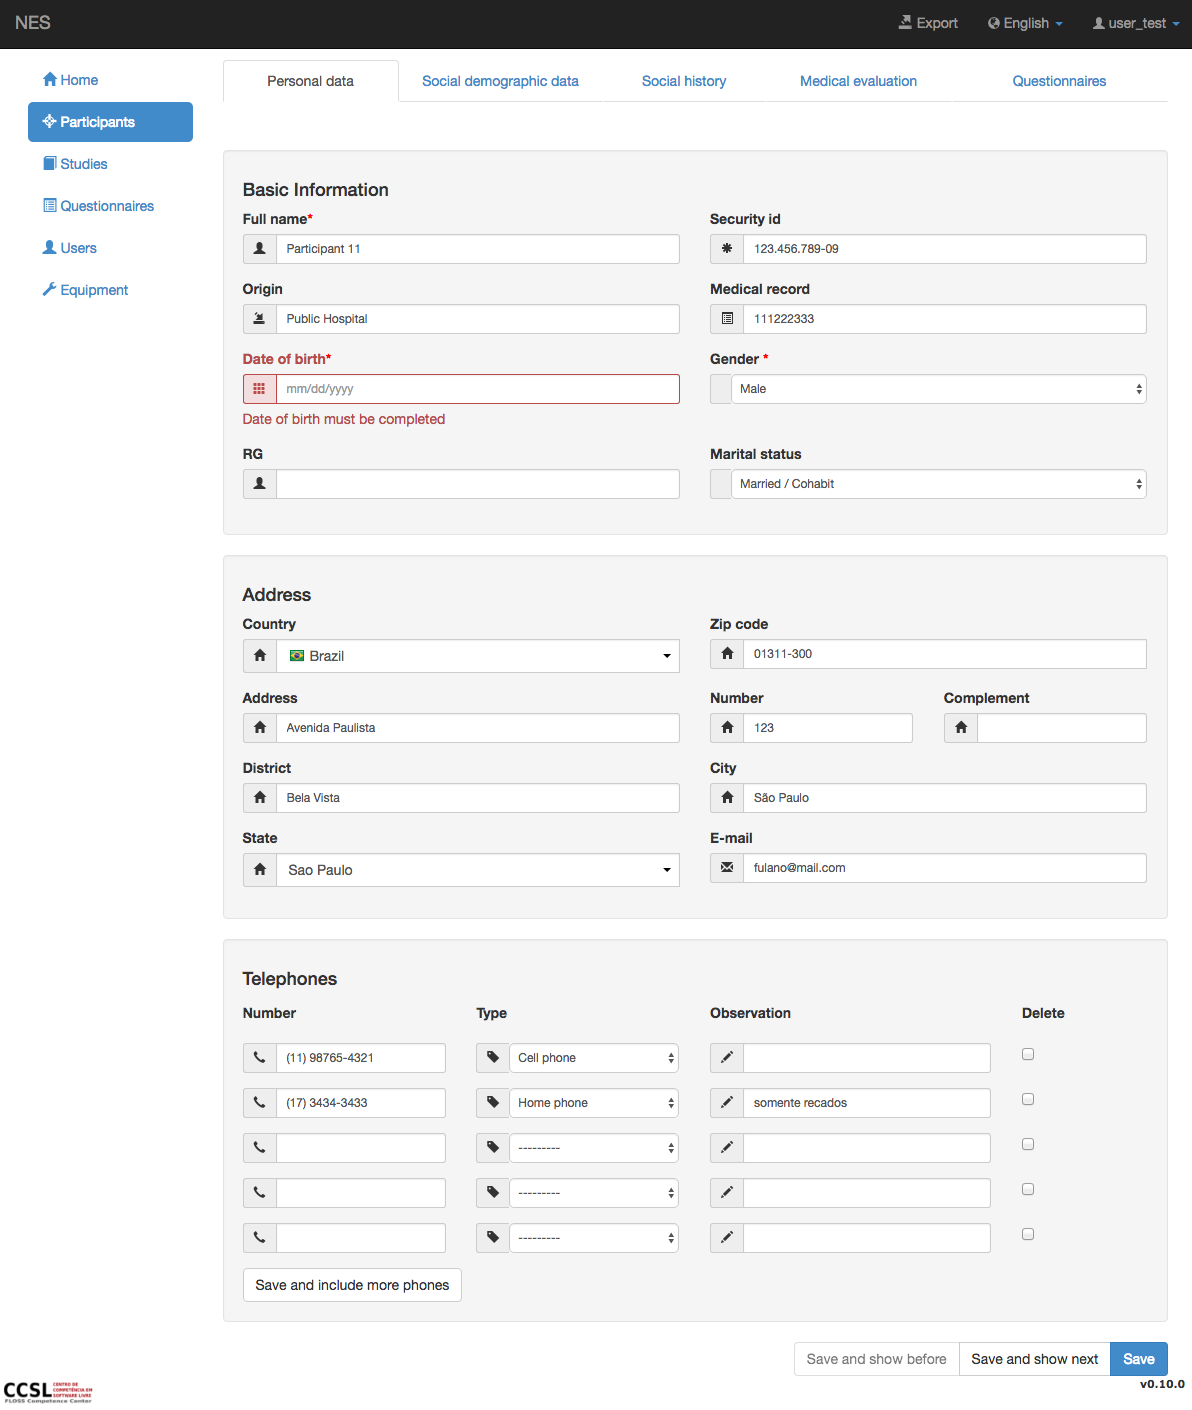 NES Export English user_test
Home
Participants
Studies
Questionnaires
Users
Equipment
Personal data Social demographic data Social history Medical evaluation Questionnaires
Basic Information
Full name* Security id
Participant 11 123.456.789-09
Origin Medical record
Public Hospital 111222333
Date of birth* Gender *
mm/dd/yyyy Male
Date of birth must be completed
RG Marital status
Married / Cohabit
Address
Country Zip code
Brazil 01311-300
Address Number Complement
Avenida Paulista 123
District City
Bela Vista São Paulo
State E-mail
Sao Paulo fulano@mail.com
Telephones
Number Type Observation Delete
(11) 98765-4321 Cell phone
(17) 3434-3433 Home phone somente recados
---------
---------
---------
Save and include more phones
Save and show before Save and show next Save
v0.10.0
CCSL CENTRO DE
COMPETÊNCIA EM
SOFTWARE LIVRE
FLOSS Competence Center